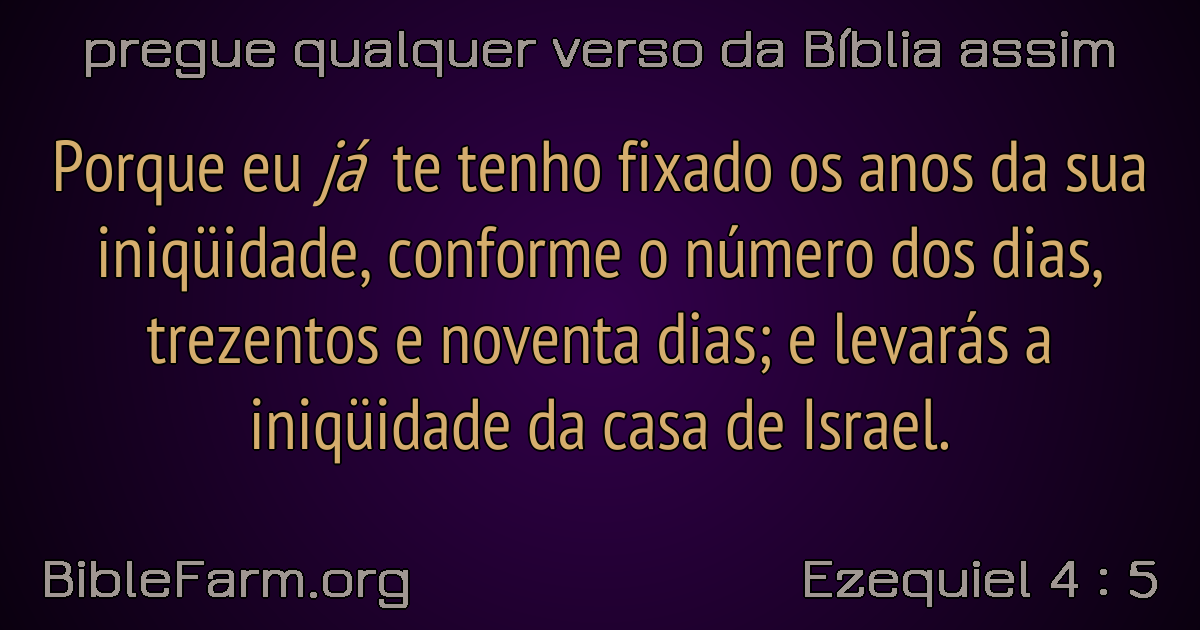 pregue qualquer verso da Bíblia assim
Porque eu já te tenho fixado os anos da sua
iniqüidade, conforme o número dos dias,
trezentos e noventa dias; e levarás a
iniqüidade da casa de Israel.
BibleFarm.org
Ezequiel 4 : 5